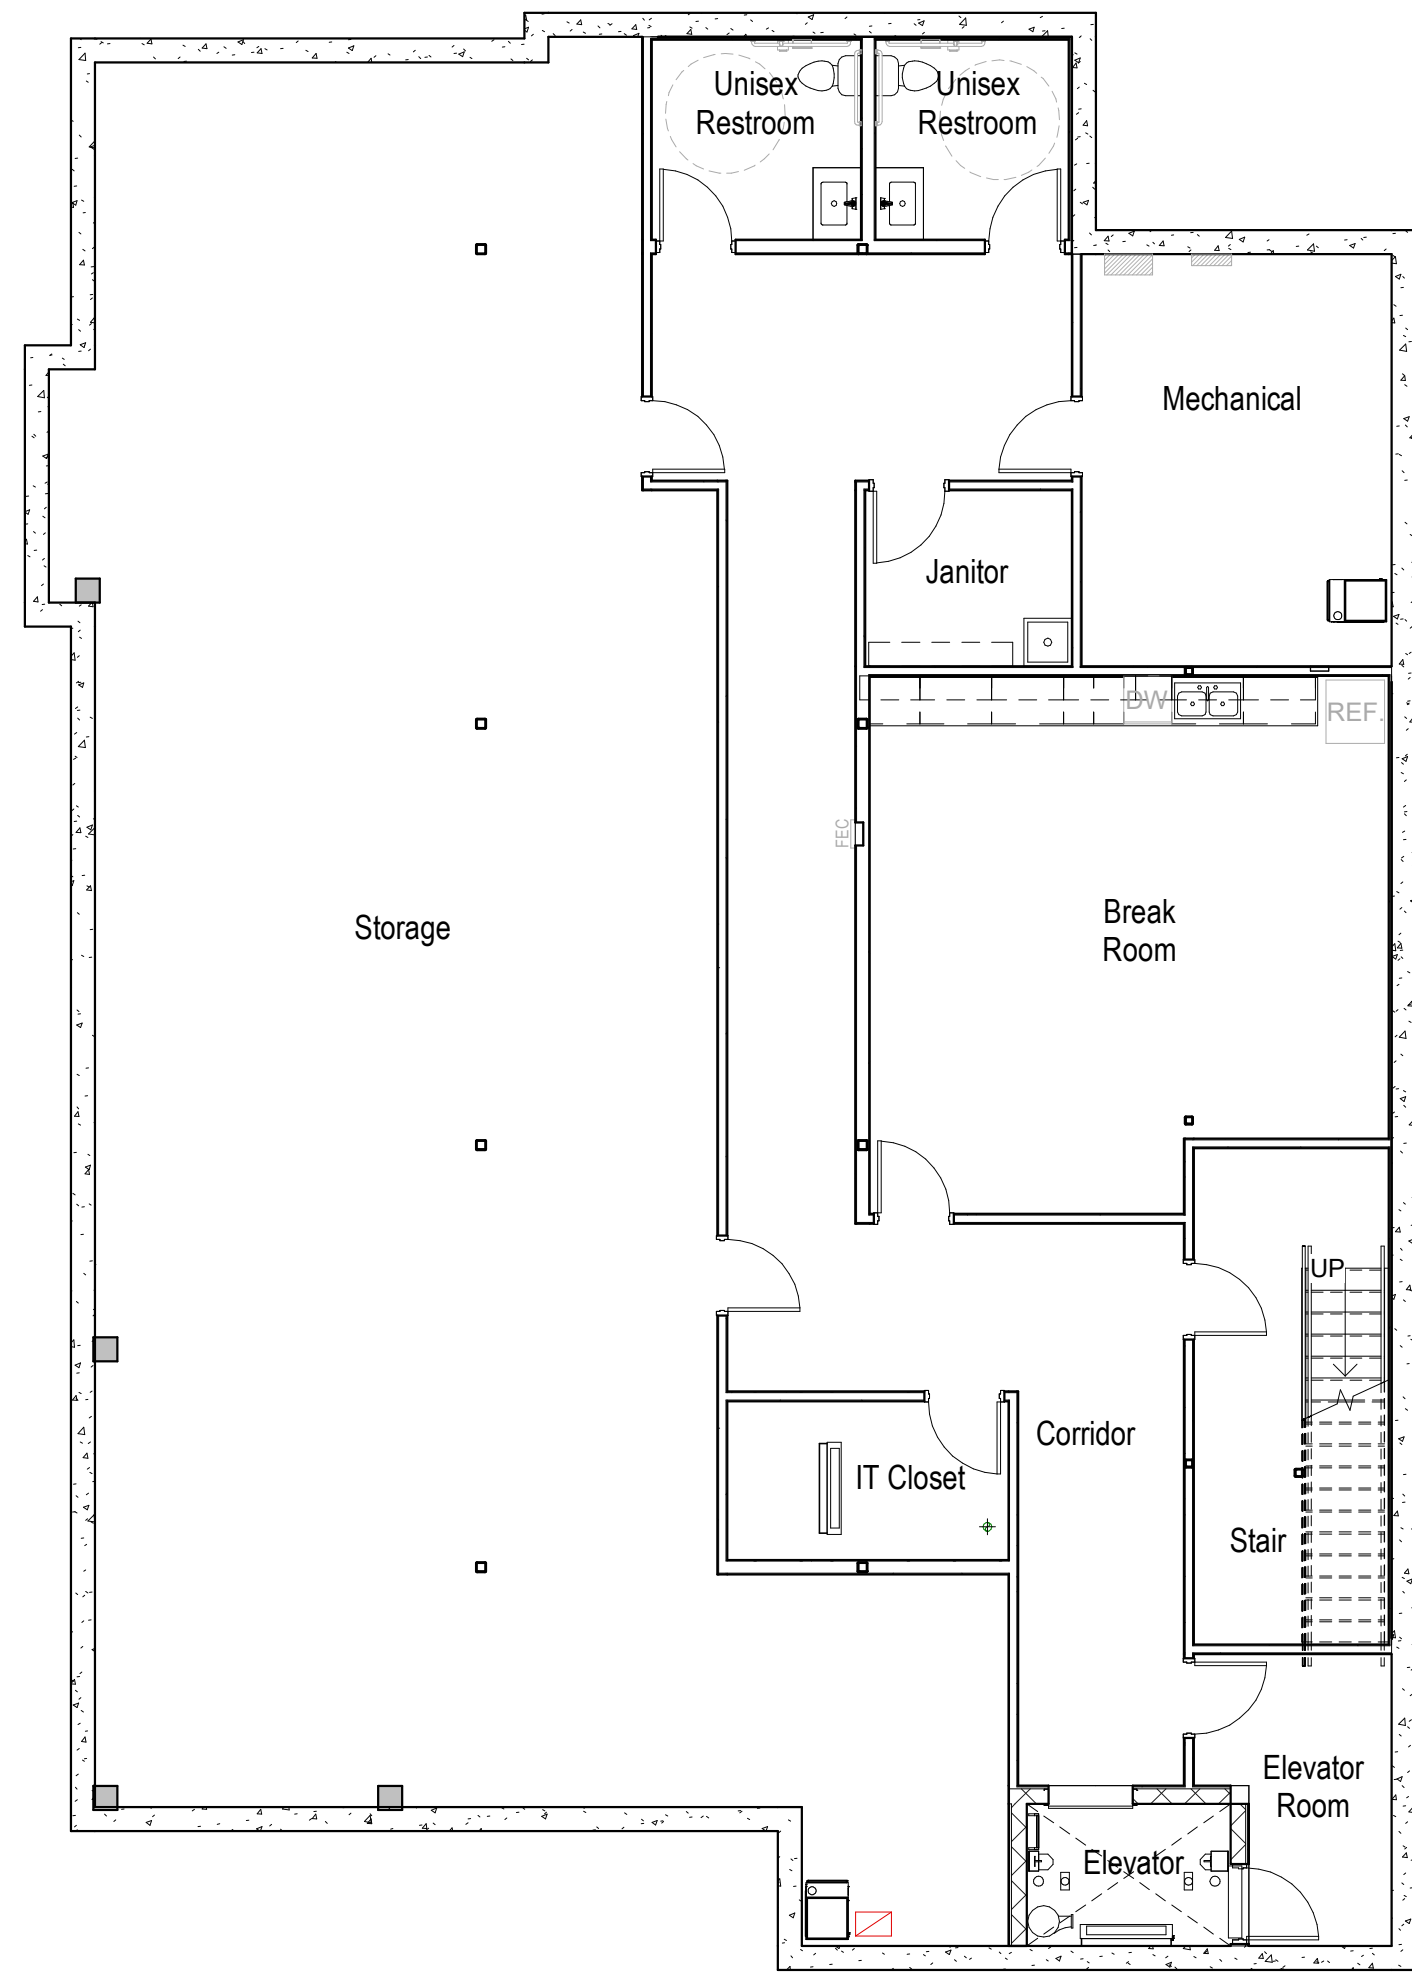 Unisex
Restroom
Unisex
Restroom
Mechanical
Janitor
DW
REF.
FEC
Storage
Break
Room
UP
Corridor
IT Closet
Stair
Elevator
Room
Elevator